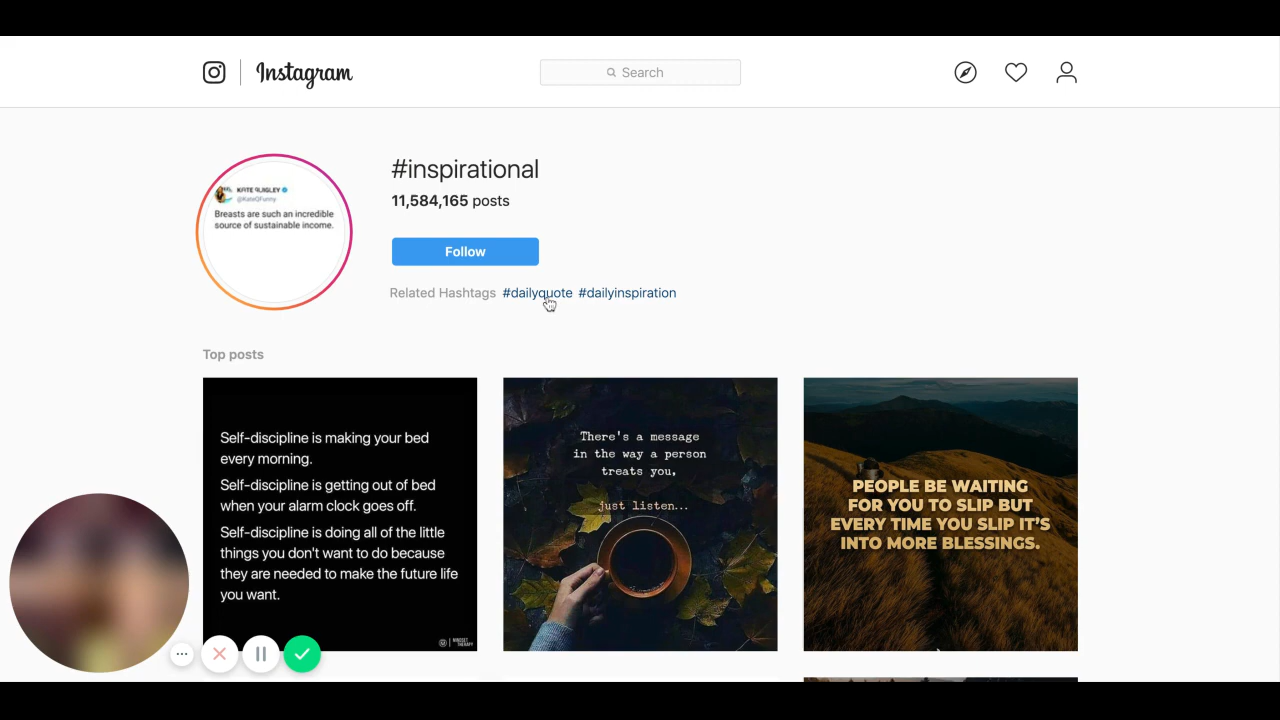 Instagram
Search
KATE QUIGLEY
@KateQFunny
Breasts are such an incredible
source of sustainable income.
#inspirational
11,584,165 posts
Follow
Related Hashtags #dailyquote #dailyinspiration
Top posts
Self-discipline is making your bed
every morning.
Self-discipline is getting out of bed
when your alarm clock goes off.
Self-discipline is doing all of the little
things you don't want to do because
they are needed to make the future life
you want.
MINDSET
THERAPY
There's a message
in the way a person
treats you,
just listen...
PEOPLE BE WAITING
FOR YOU TO SLIP BUT
EVERY TIME YOU SLIP IT'S
INTO MORE BLESSINGS.